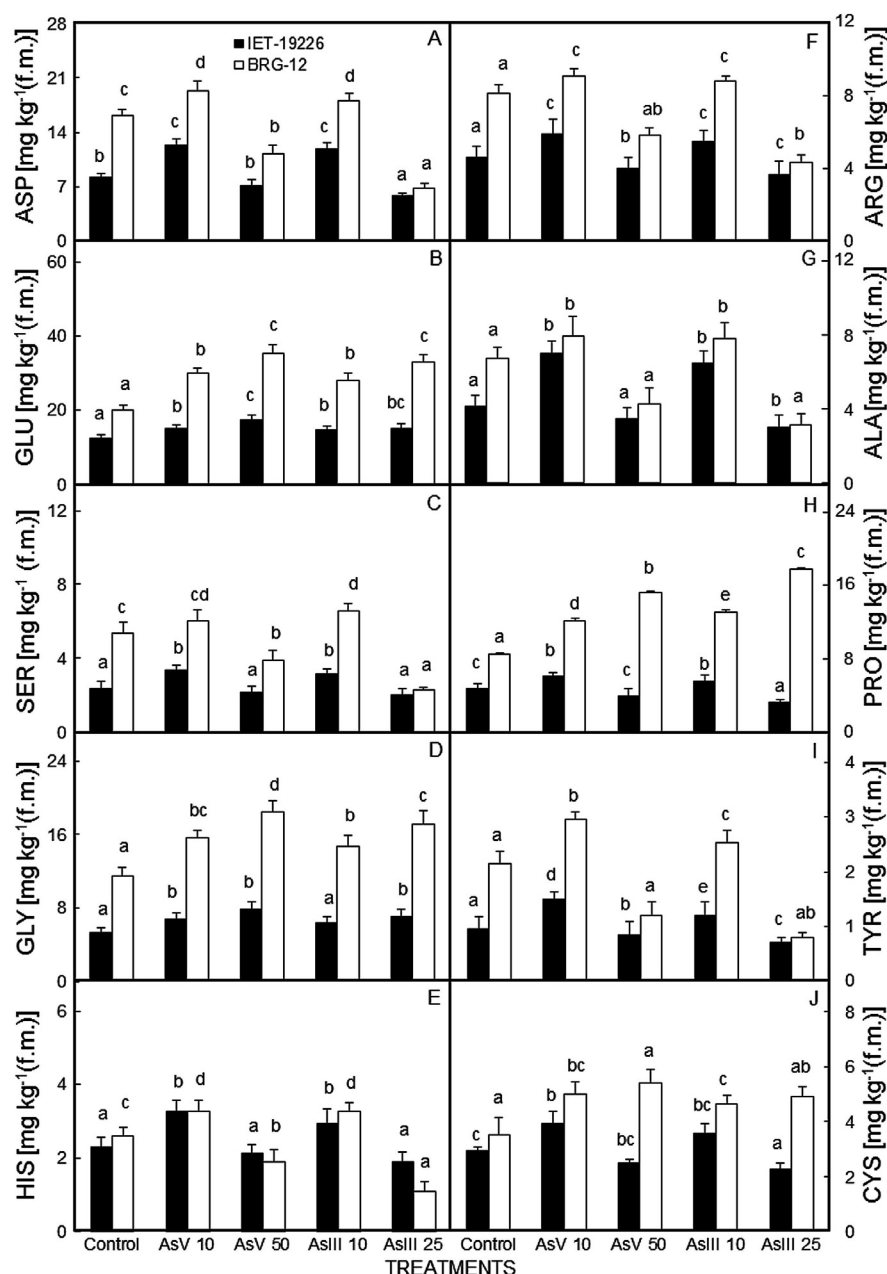 IET-19226
BRG-12
A
ASP [mg kg⁻¹(f.m.)]
28
21
14
7
0
b c c d b b c d a a
F
ARG [mg kg⁻¹(f.m.)]
12
8
4
0
a a c c b ab c c c b
B
GLU [mg kg⁻¹(f.m.)]
60
40
20
0
a a b b c c b b bc c
G
ALA [mg kg⁻¹(f.m.)]
12
8
4
0
a a b b a a b b b a
C
SER [mg kg⁻¹ (f.m.)]
12
8
4
0
a c b cd a b b d a a
H
PRO [mg kg⁻¹(f.m.)]
24
16
8
0
c a b d c b b e a c
D
GLY [mg kg⁻¹(f.m.)]
24
16
8
0
a a b bc b d a b b c
I
TYR [mg kg⁻¹(f.m.)]
4
3
2
1
0
a a d b b a e c c ab
E
HIS [mg kg⁻¹(f.m.)]
6
4
2
0
a c b d a b b d a a
J
CYS [mg kg⁻¹(f.m.)]
8
6
4
2
0
c a b bc bc a bc c a ab
Control AsV 10 AsV 50 AsIII 10 AsIII 25 Control AsV 10 AsV 50 AsIII 10 AsIII 25
TREATMENTS